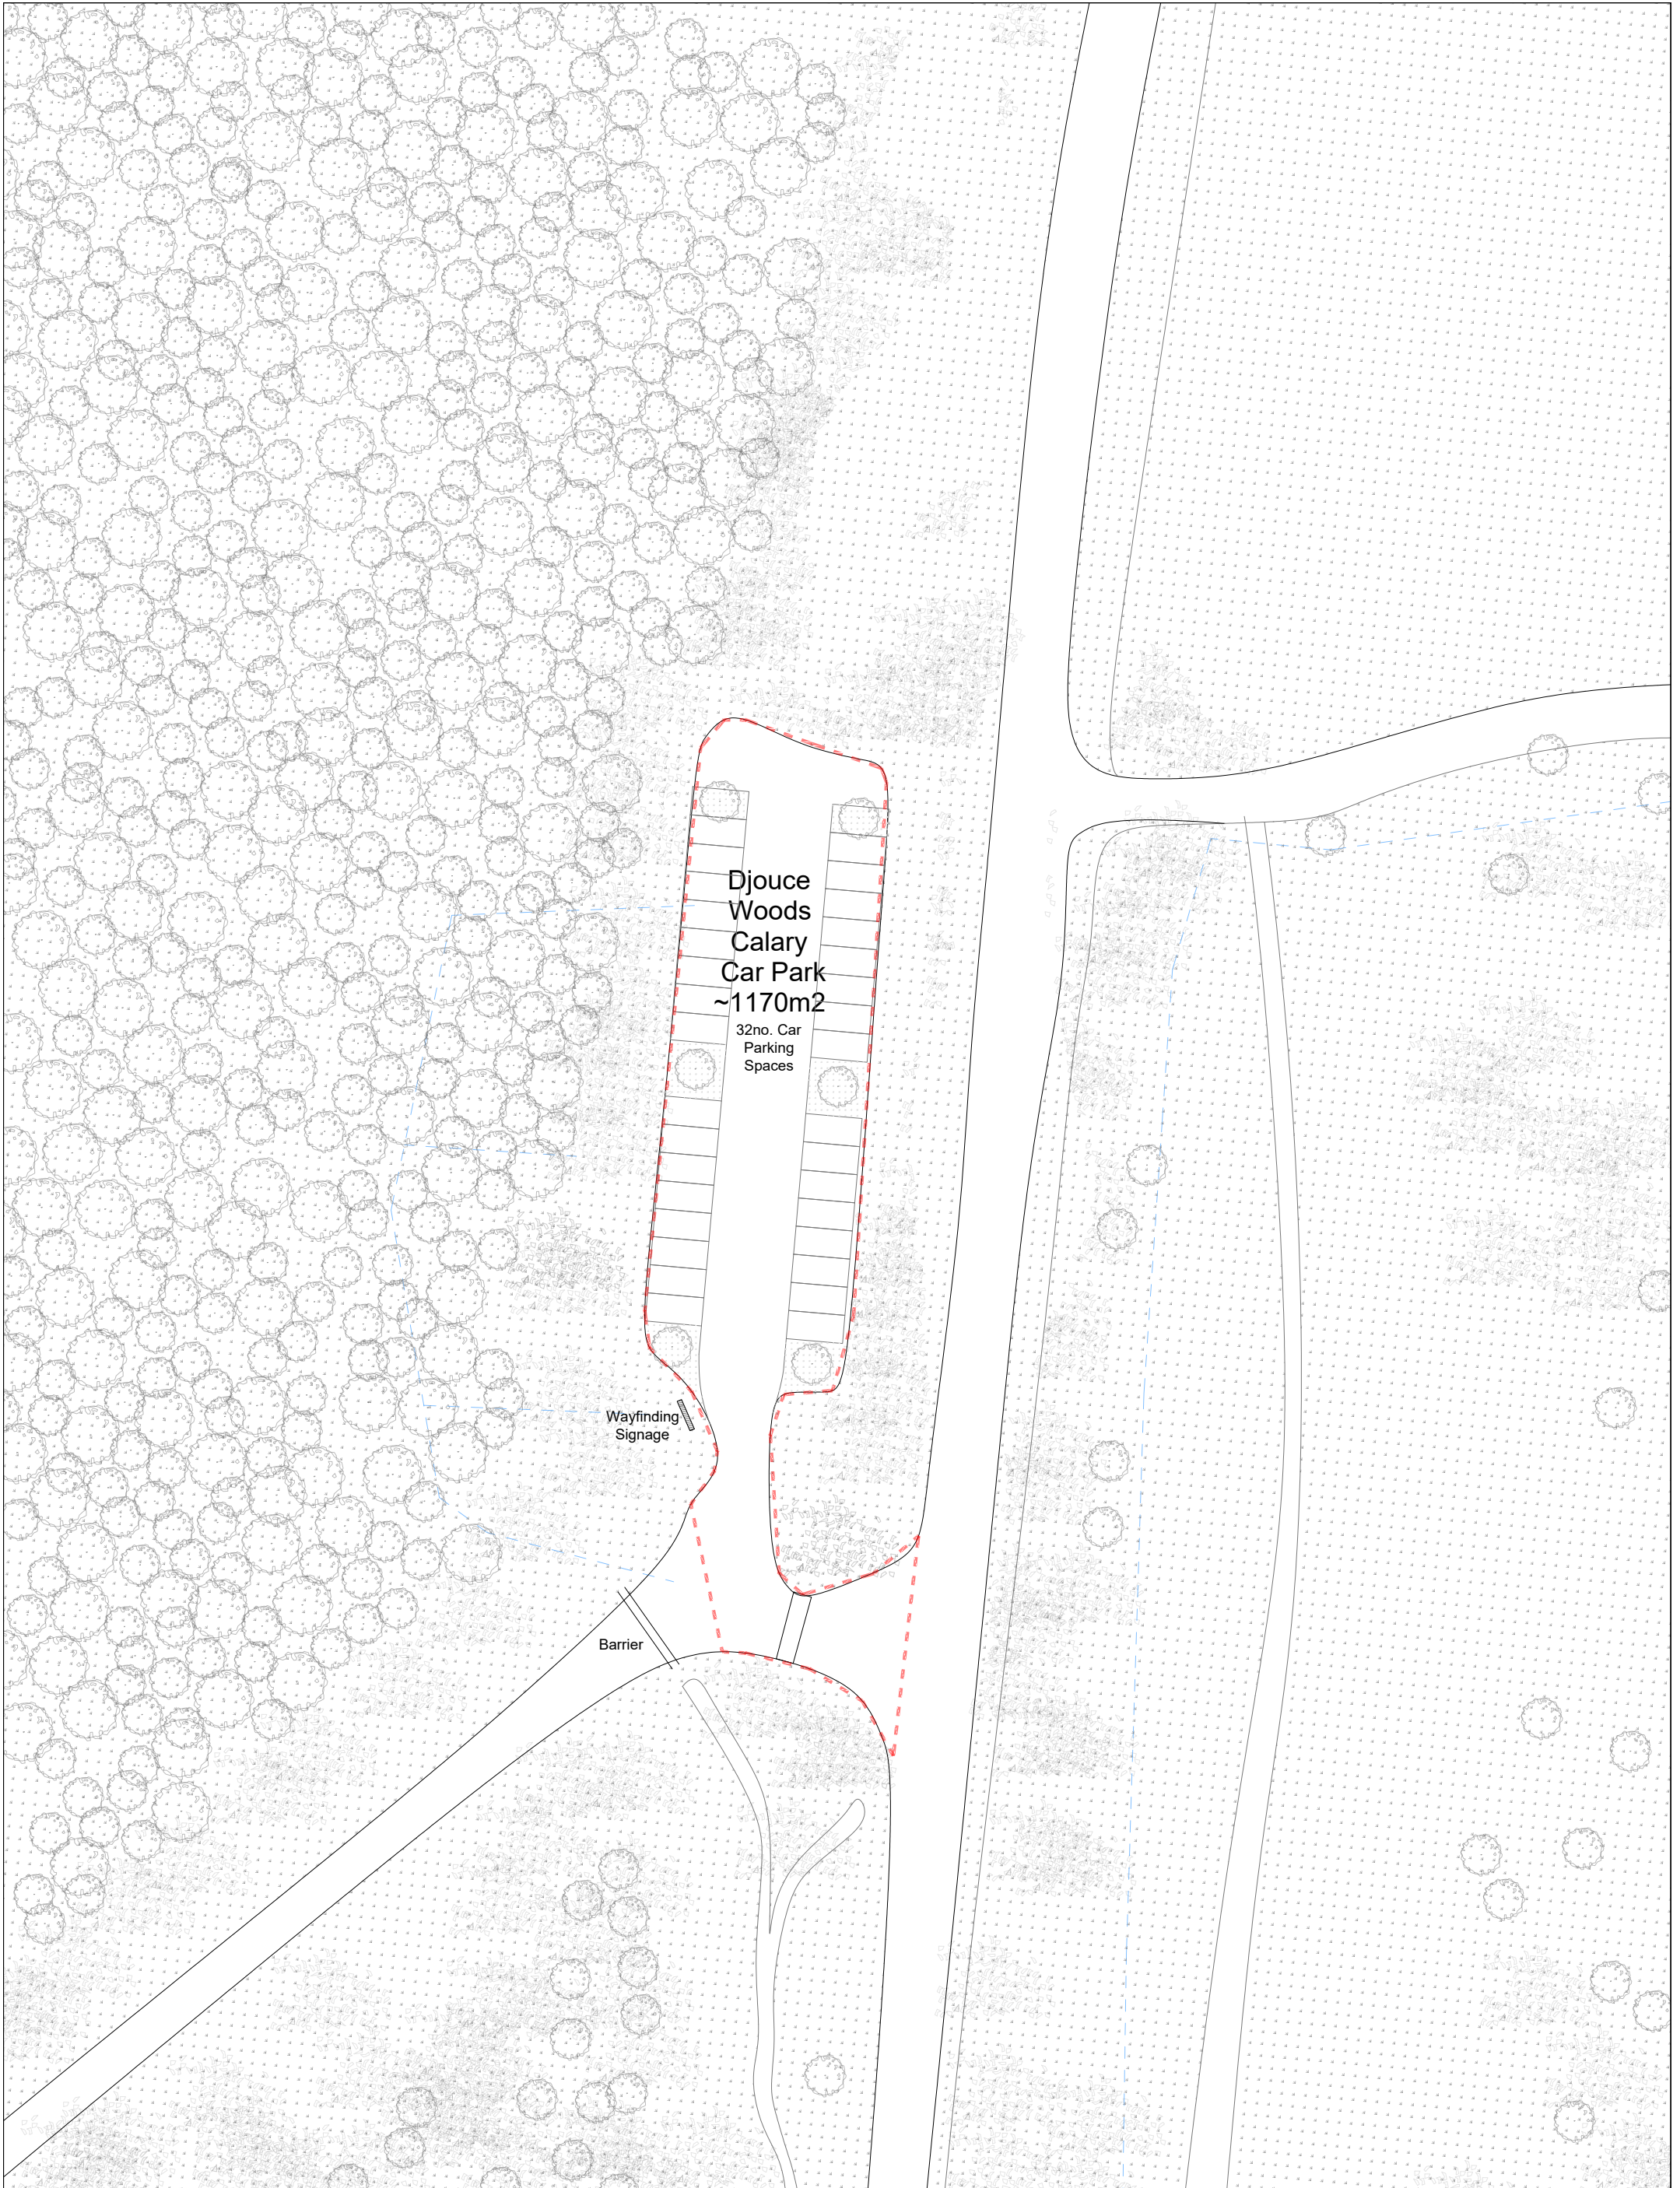 Djouce
Woods
Calary
Car Park
~1170m2
32no. Car
Parking
Spaces
Wayfinding
Signage
Barrier